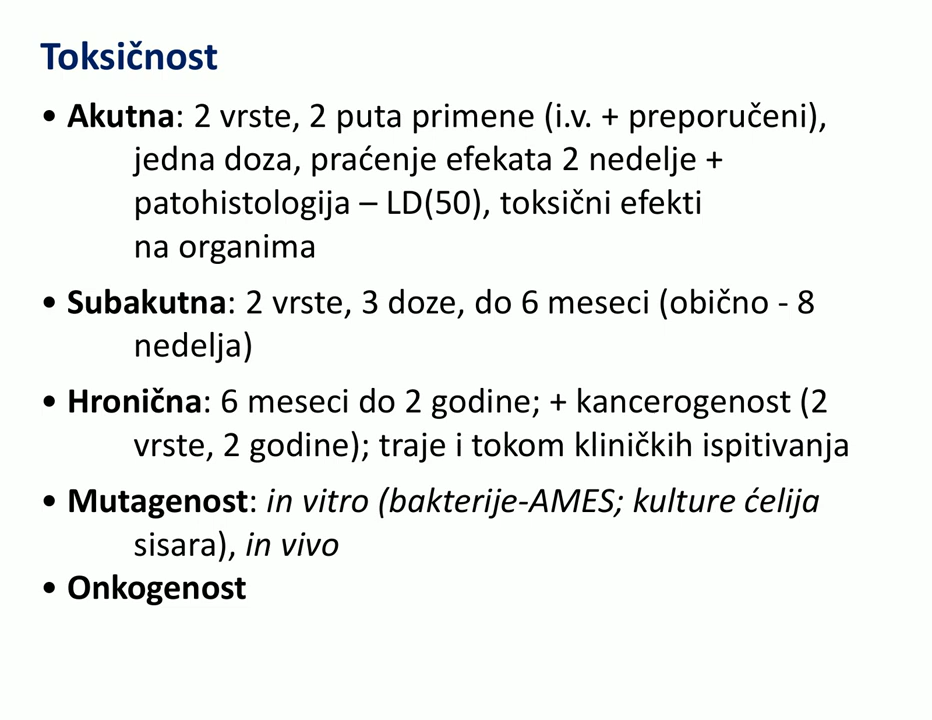 Toksičnost
• Akutna: 2 vrste, 2 puta primene (i.v. + preporučeni),
jedna doza, praćenje efekata 2 nedelje +
patohistologija – LD(50), toksični efekti
na organima
• Subakutna: 2 vrste, 3 doze, do 6 meseci (obično - 8
nedelja)
• Hronična: 6 meseci do 2 godine; + kancerogenost (2
vrste, 2 godine); traje i tokom kliničkih ispitivanja
• Mutagenost: in vitro (bakterije-AMES; kulture ćelija
sisara), in vivo
• Onkogenost